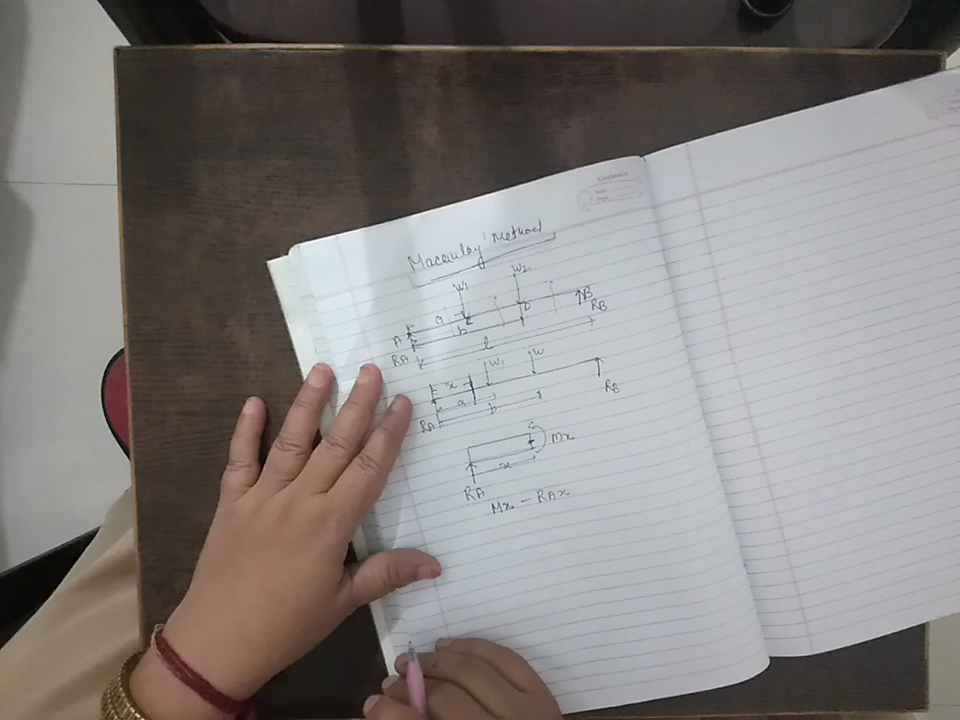 Macaulay' Method
W1 W2
a C D B
A b RB
RA l
x W1 W
a
RA b RB
Mx
x
RA
Mx - RAx